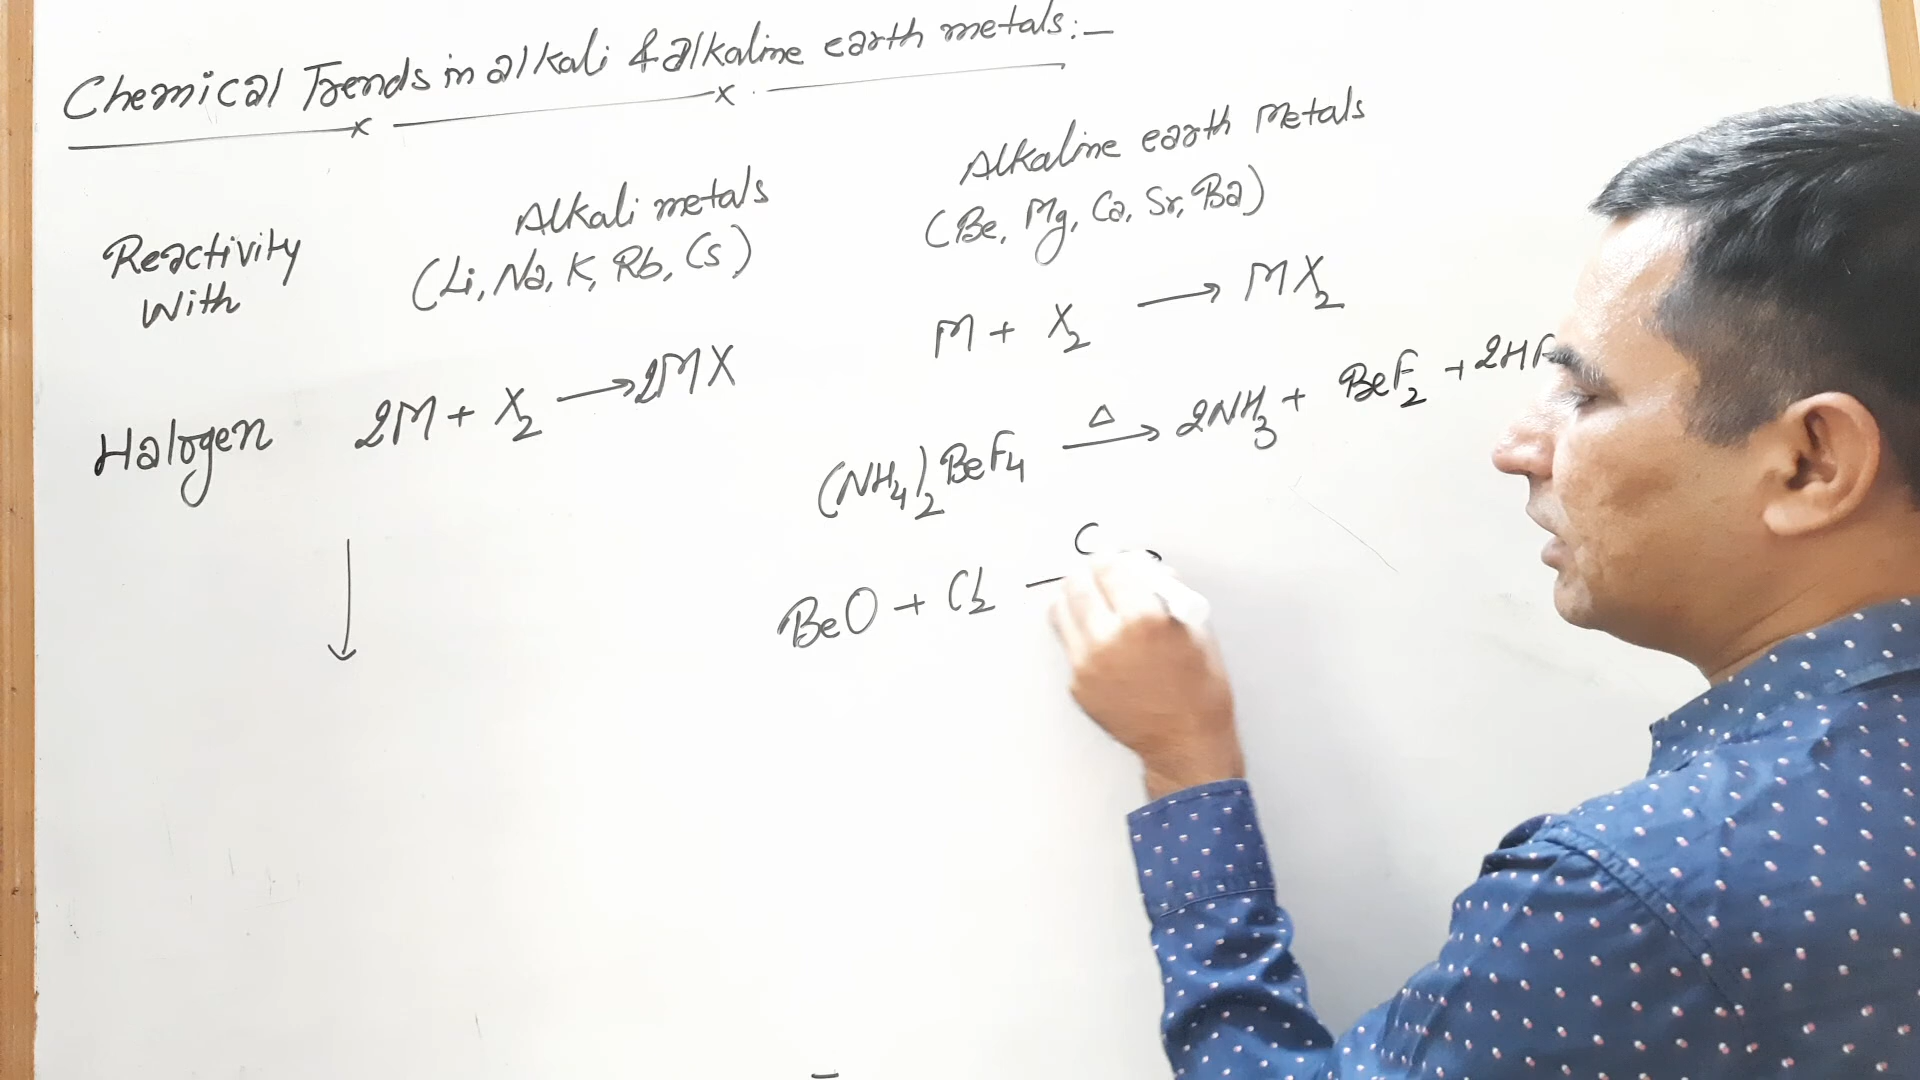 Chemical Trends in alkali & alkaline earth metals:-
Alkaline earth Metals
(Be, Mg, Ca, Sr, Ba)
Alkali metals
(Li, Na, K, Rb, Cs)
Reactivity
With
M + X₂ → MX₂
Halogen 2M + X₂ → 2MX
(NH₄)₂BeF₄ →Δ 2NH₃ + BeF₂ + 2HF
BeO + Cl₂ C